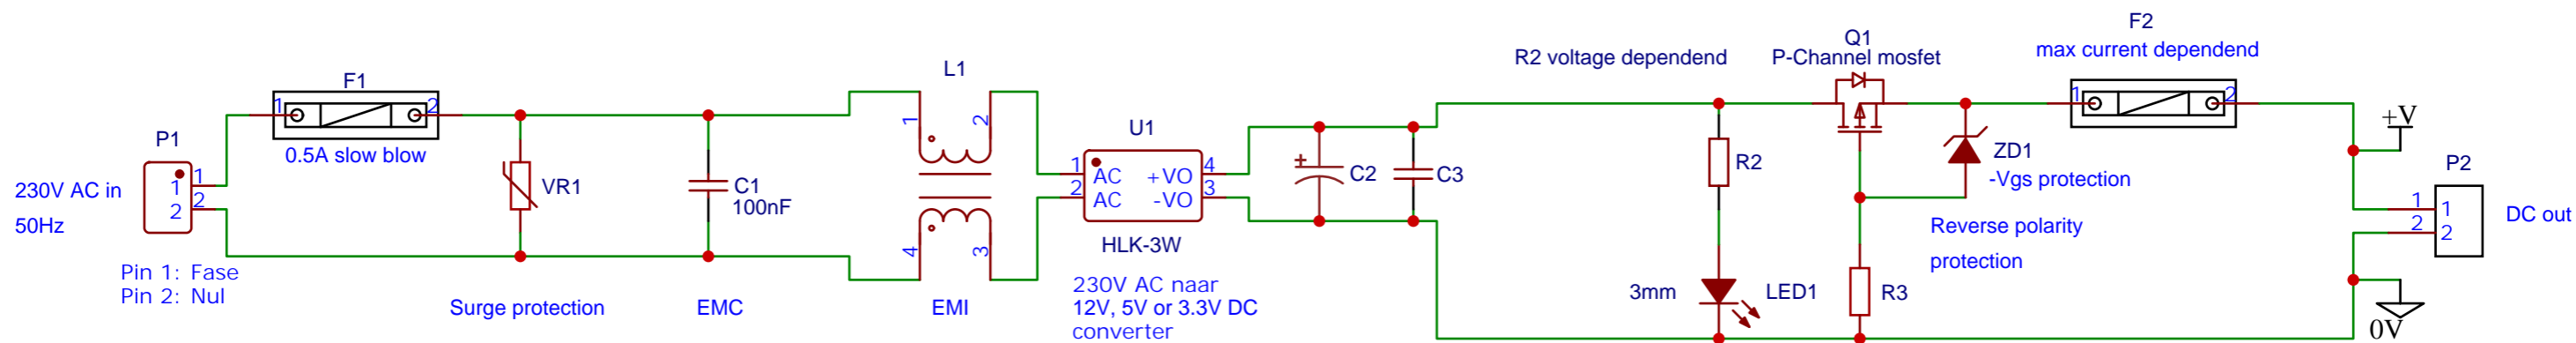 230V AC in
50Hz
P1
1
2
1
2
Pin 1: Fase
Pin 2: Nul
F1
1
2
0.5A slow blow
VR1
Surge protection
C1
100nF
EMC
L1
1
2
4
3
EMI
U1
1
2
AC
AC
+VO
-VO
4
3
HLK-3W
230V AC naar
12V, 5V or 3.3V DC
converter
+
C2
C3
R2 voltage dependend
R2
3mm
LED1
Q1
P-Channel mosfet
ZD1
-Vgs protection
Reverse polarity
protection
R3
F2
max current dependend
1
2
+V
P2
1
2
1
2
DC out
0V